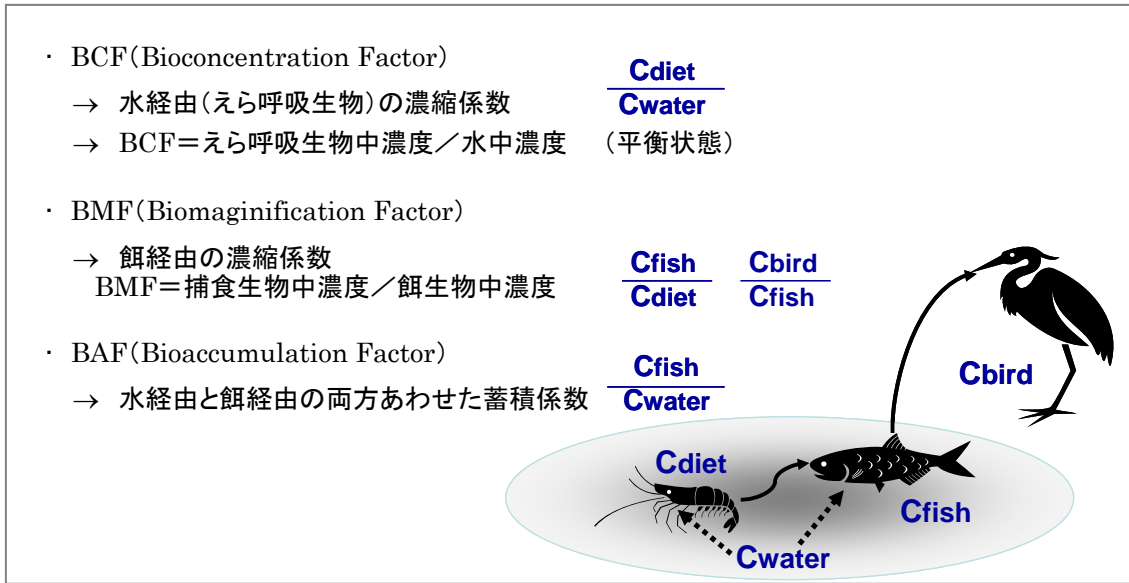 ・ BCF(Bioconcentration Factor)
→ 水経由(えら呼吸生物)の濃縮係数
→ BCF=えら呼吸生物中濃度/水中濃度 (平衡状態)
Cdiet
Cwater
・ BMF(Biomaginification Factor)
→ 餌経由の濃縮係数
BMF=捕食生物中濃度/餌生物中濃度
Cfish
Cdiet
Cbird
Cfish
・ BAF(Bioaccumulation Factor)
→ 水経由と餌経由の両方あわせた蓄積係数
Cfish
Cwater
Cbird
Cdiet
Cfish
Cwater